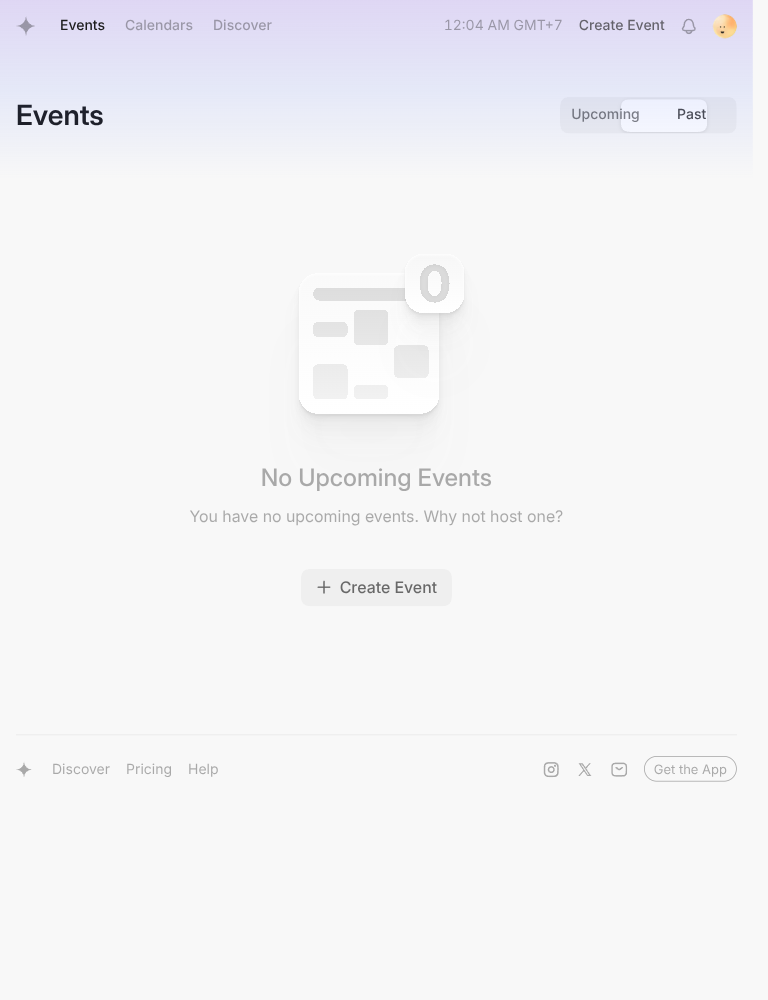 Events Calendars Discover 12:04 AM GMT+7 Create Event
Events Upcoming Past
0
No Upcoming Events
You have no upcoming events. Why not host one?
Create Event
Discover Pricing Help Get the App